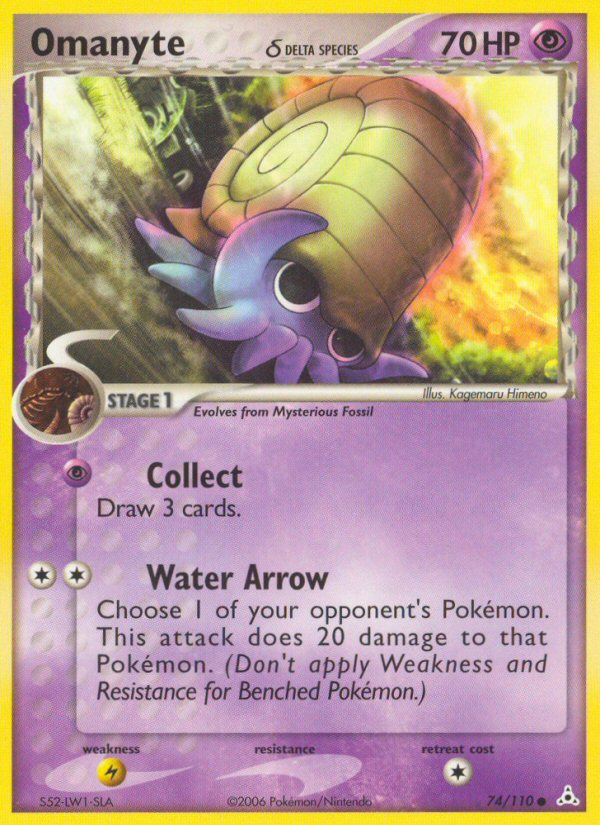 Omanyte δ DELTA SPECIES 70 HP
Illus. Kagemaru Himeno
STAGE 1
Evolves from Mysterious Fossil
Collect
Draw 3 cards.
Water Arrow
Choose 1 of your opponent's Pokémon.
This attack does 20 damage to that
Pokémon. (Don't apply Weakness and
Resistance for Benched Pokémon.)
weakness resistance retreat cost
S52-LW1-SLA ©2006 Pokémon/Nintendo 74/110